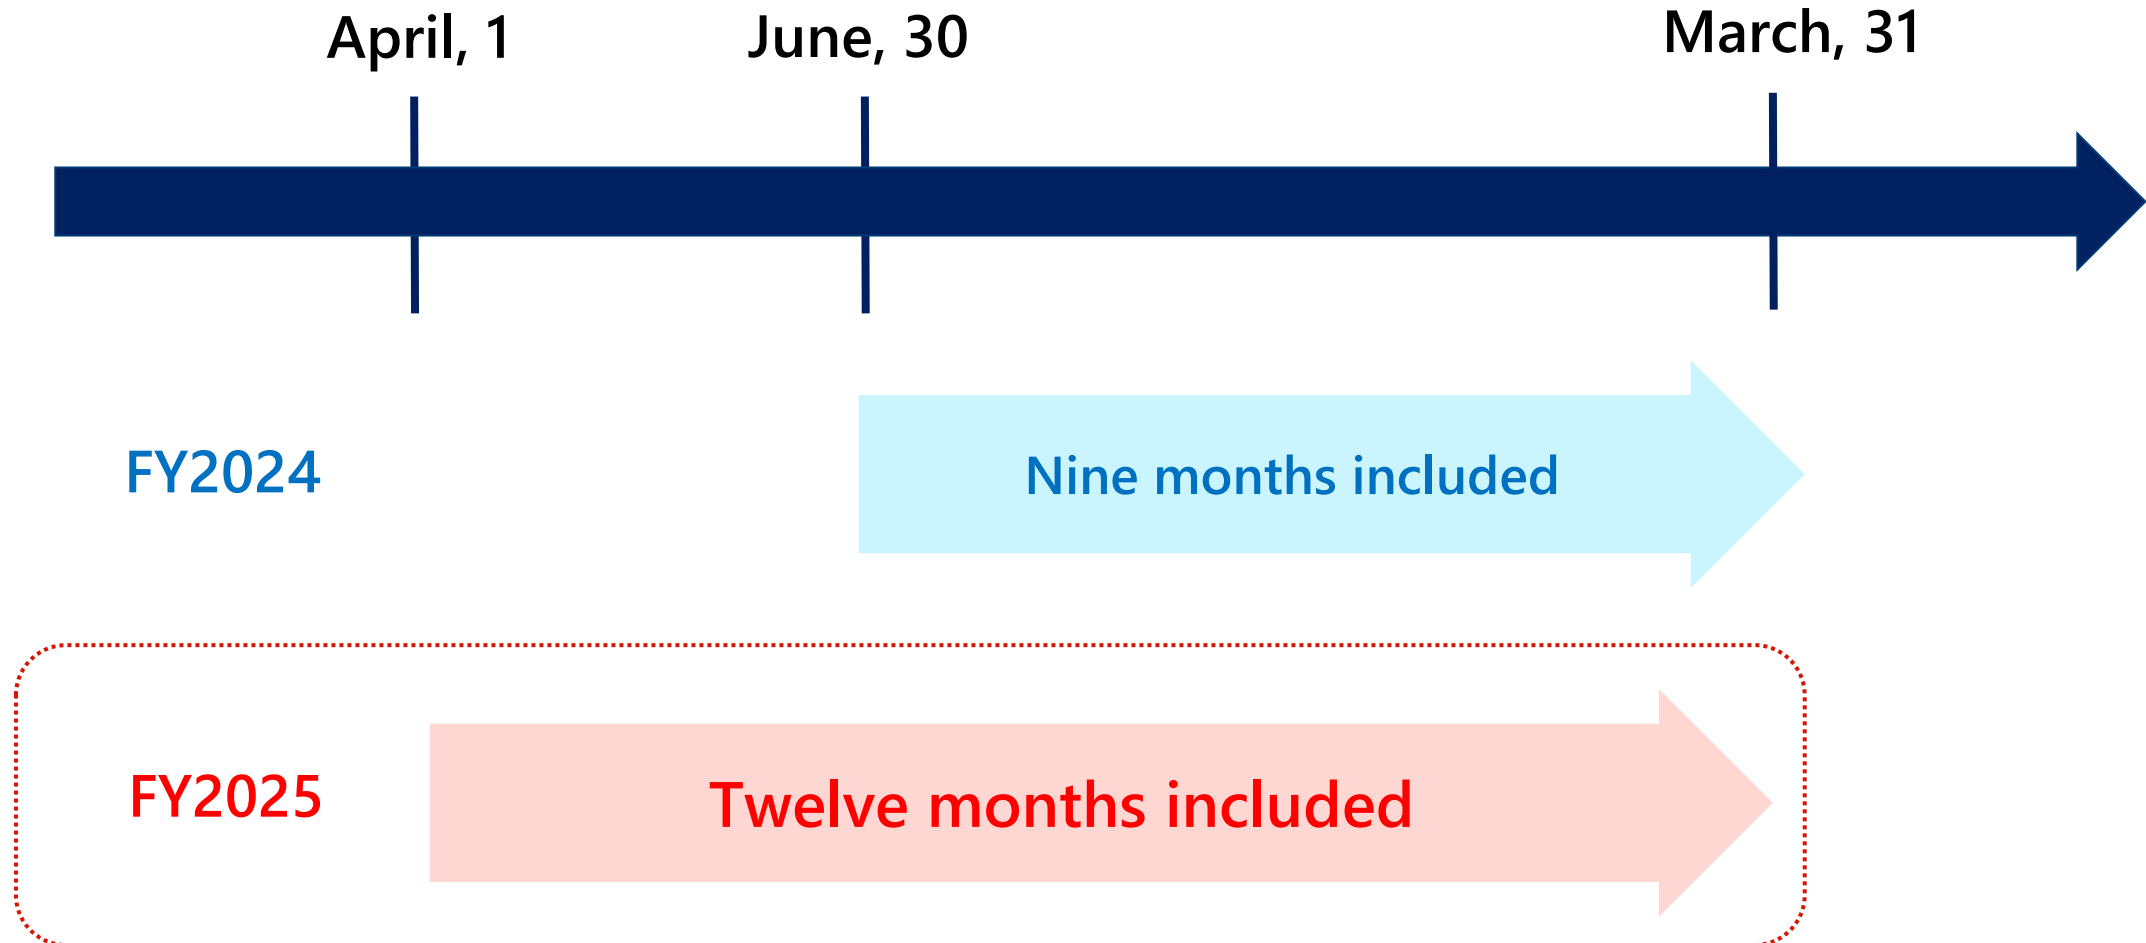 April, 1
June, 30
March, 31
FY2024
Nine months included
FY2025
Twelve months included